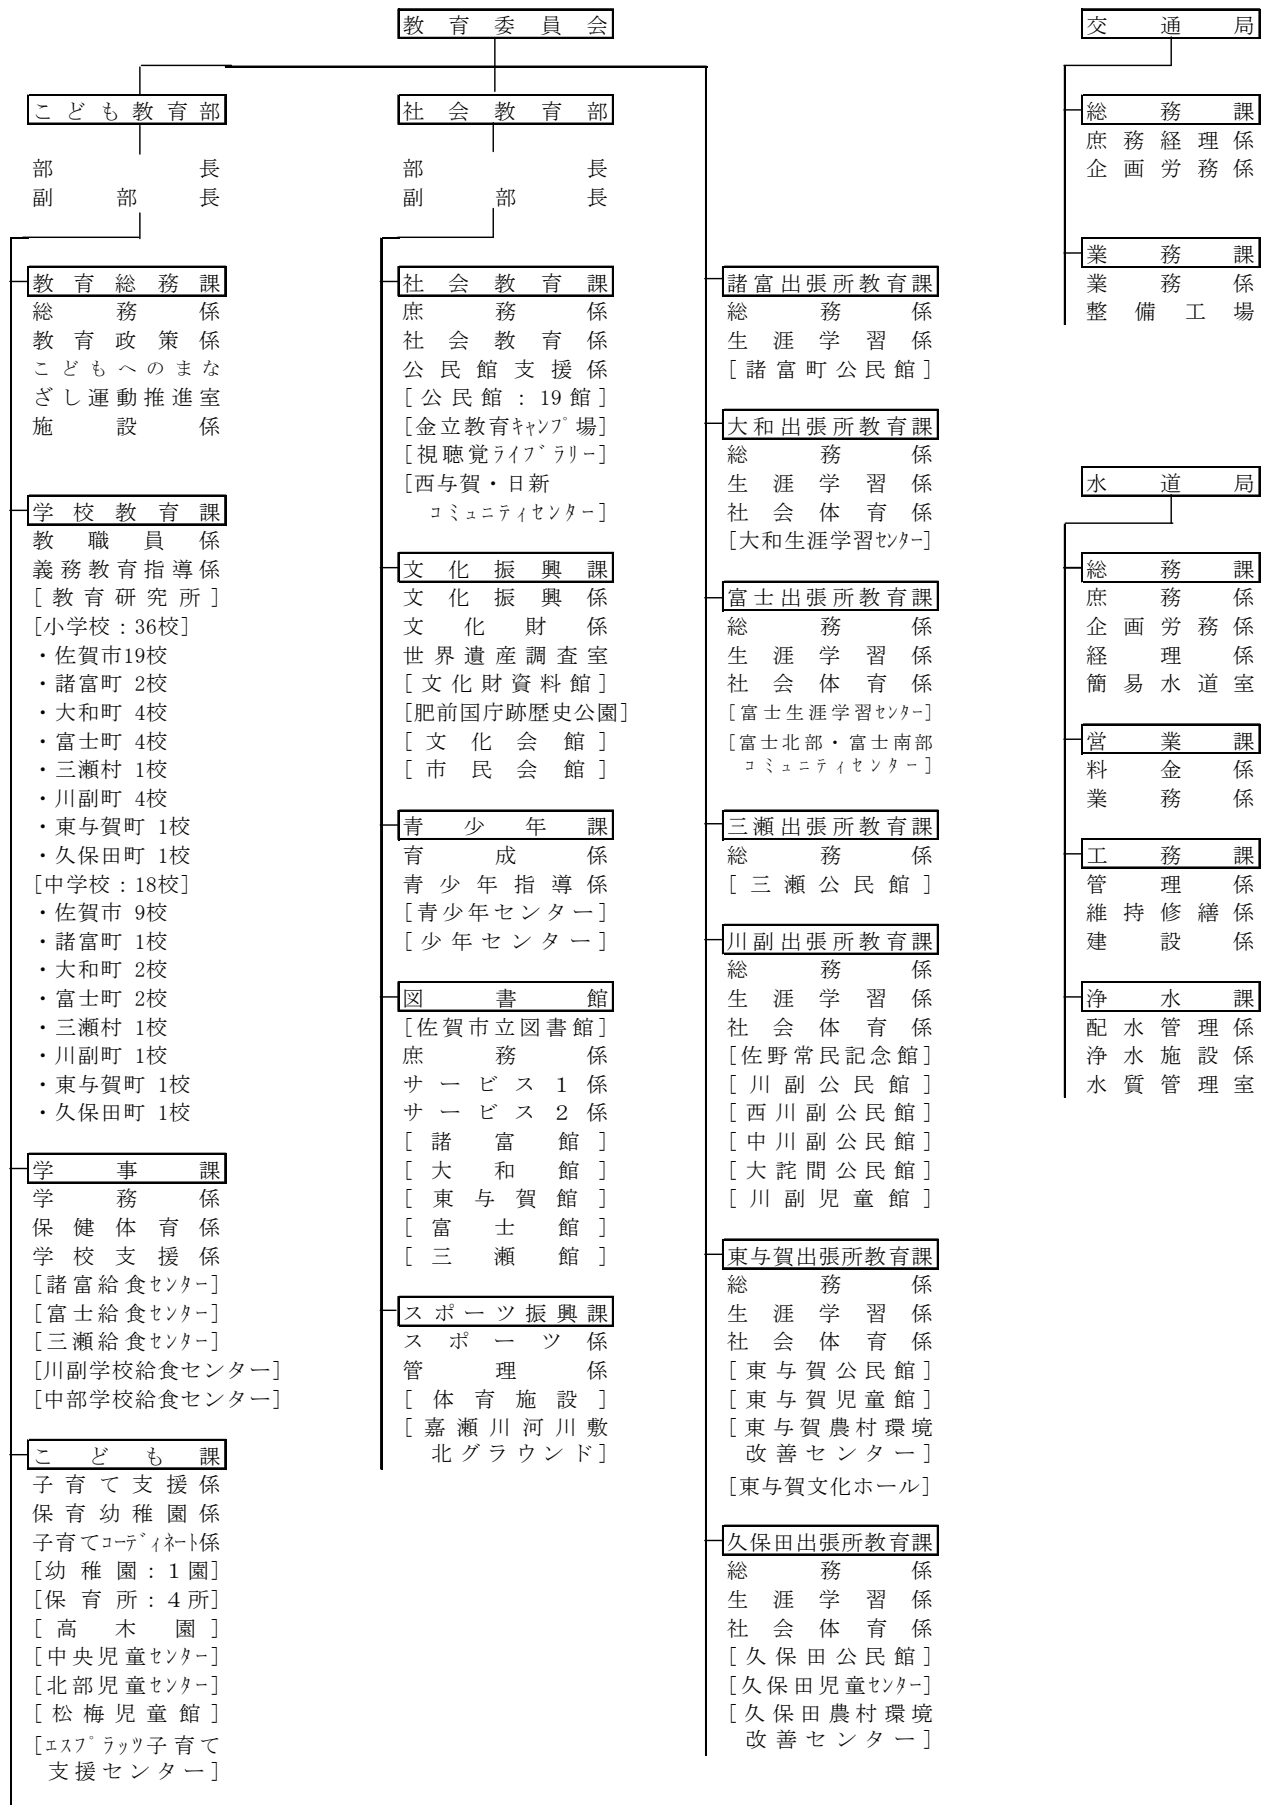 教育委員会
こども教育部
部長
副部長
教育総務課
総務係
教育政策係
こどもへのまな
ざし運動推進室
施設係
学校教育課
教職員係
義務教育指導係
[教育研究所]
[小学校:36校]
・佐賀市19校
・諸富町 2校
・大和町 4校
・富士町 4校
・三瀬村 1校
・川副町 4校
・東与賀町 1校
・久保田町 1校
[中学校:18校]
・佐賀市 9校
・諸富町 1校
・大和町 2校
・富士町 2校
・三瀬村 1校
・川副町 1校
・東与賀町 1校
・久保田町 1校
学事課
学務係
保健体育係
学校支援係
[諸富給食センター]
[富士給食センター]
[三瀬給食センター]
[川副学校給食センター]
[中部学校給食センター]
こども課
子育て支援係
保育幼稚園係
子育てコーディネート係
[幼稚園:1園]
[保育所:4所]
[高木園]
[中央児童センター]
[北部児童センター]
[松梅児童館]
[エスプラッツ子育て
支援センター]
社会教育部
部長
副部長
社会教育課
庶務係
社会教育係
公民館支援係
[公民館:19館]
[金立教育キャンプ場]
[視聴覚ライブラリー]
[西与賀・日新
コミュニティセンター]
文化振興課
文化振興係
文化財係
世界遺産調査室
[文化財資料館]
[肥前国庁跡歴史公園]
[文化会館]
[市民会館]
青少年課
育成係
青少年指導係
[青少年センター]
[少年センター]
図書館
[佐賀市立図書館]
庶務係
サービス1係
サービス2係
[諸富館]
[大和館]
[東与賀館]
[富士館]
[三瀬館]
スポーツ振興課
スポーツ係
管理係
[体育施設]
[嘉瀬川河川敷
北グラウンド]
諸富出張所教育課
総務係
生涯学習係
[諸富町公民館]
大和出張所教育課
総務係
生涯学習係
社会体育係
[大和生涯学習センター]
富士出張所教育課
総務係
生涯学習係
社会体育係
[富士生涯学習センター]
[富士北部・富士南部
コミュニティセンター]
三瀬出張所教育課
総務係
[三瀬公民館]
川副出張所教育課
総務係
生涯学習係
社会体育係
[佐野常民記念館]
[川副公民館]
[西川副公民館]
[中川副公民館]
[大詫間公民館]
[川副児童館]
東与賀出張所教育課
総務係
生涯学習係
社会体育係
[東与賀公民館]
[東与賀児童館]
[東与賀農村環境
改善センター]
[東与賀文化ホール]
久保田出張所教育課
総務係
生涯学習係
社会体育係
[久保田公民館]
[久保田児童センター]
[久保田農村環境
改善センター]
交通局
総務課
庶務経理係
企画労務係
業務課
業務係
整備工場
水道局
総務課
庶務係
企画労務係
経理係
簡易水道室
営業課
料金係
業務係
工務課
管理係
維持修繕係
建設係
浄水課
配水管理係
浄水施設係
水質管理室